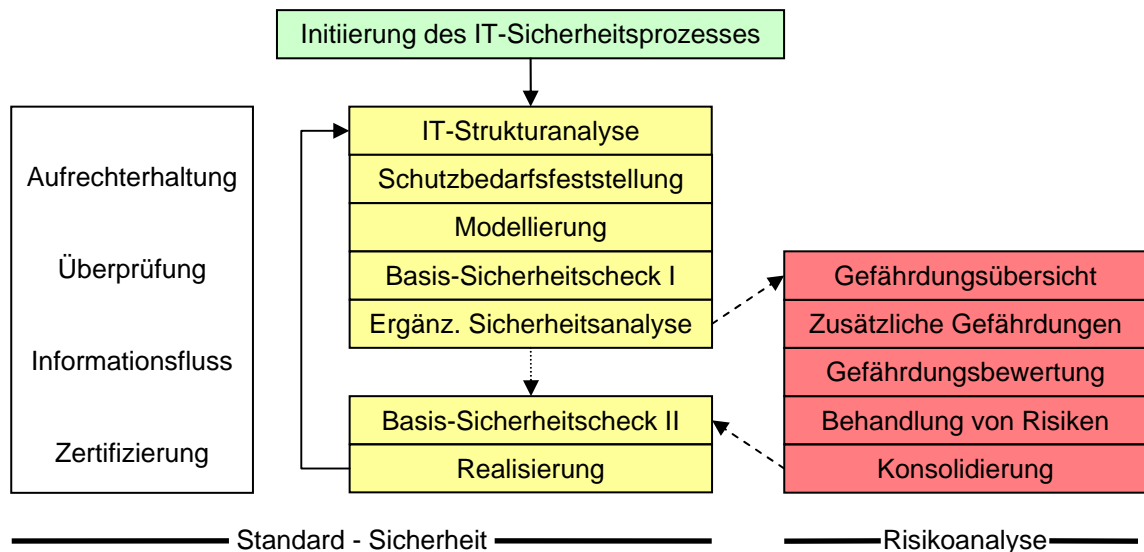 Initiierung des IT-Sicherheitsprozesses
Aufrechterhaltung
Überprüfung
Informationsfluss
Zertifizierung
IT-Strukturanalyse
Schutzbedarfsfeststellung
Modellierung
Basis-Sicherheitscheck I
Ergänz. Sicherheitsanalyse
Basis-Sicherheitscheck II
Realisierung
Gefährdungsübersicht
Zusätzliche Gefährdungen
Gefährdungsbewertung
Behandlung von Risiken
Konsolidierung
Standard - Sicherheit
Risikoanalyse